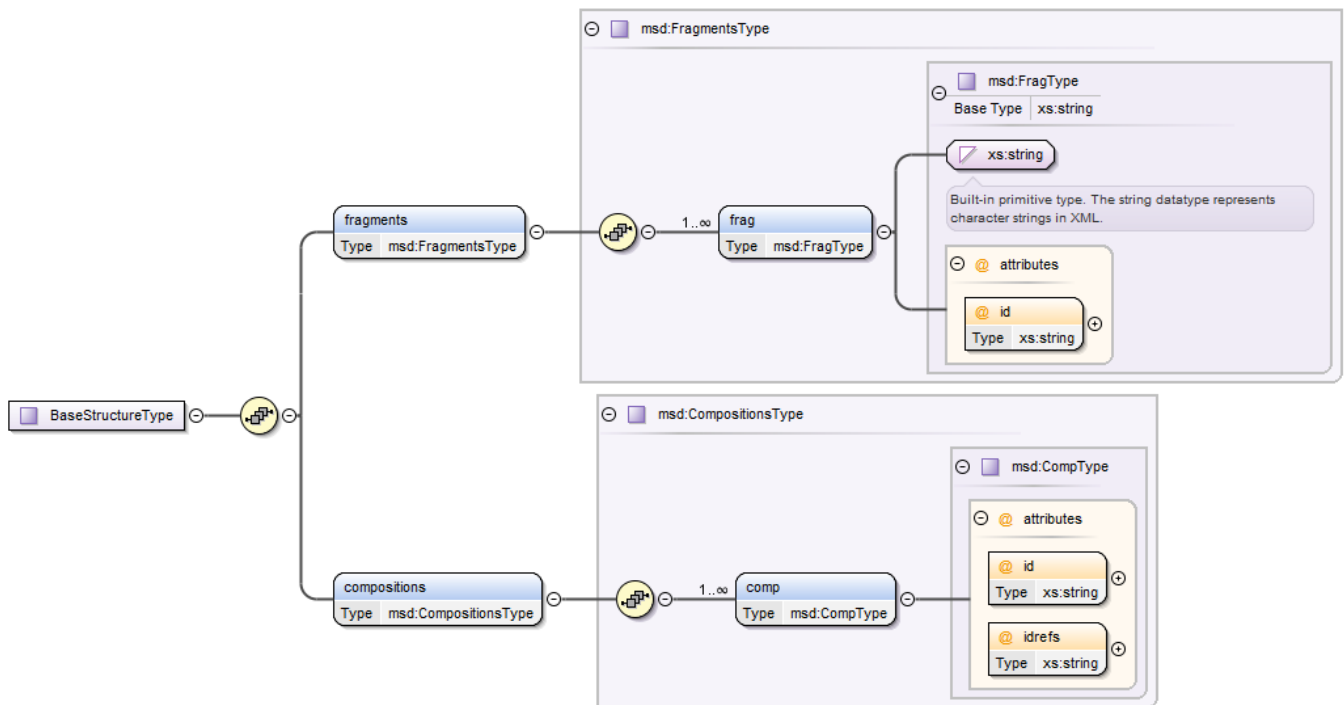 msd:FragmentsType
msd:FragType
Base Type xs:string
xs:string
Built-in primitive type. The string datatype represents
character strings in XML.
fragments
Type msd:FragmentsType
1..∞
frag
Type msd:FragType
@ attributes
@ id
Type xs:string
BaseStructureType
msd:CompositionsType
msd:CompType
@ attributes
@ id
Type xs:string
compositions
Type msd:CompositionsType
1..∞
comp
Type msd:CompType
@ idrefs
Type xs:string